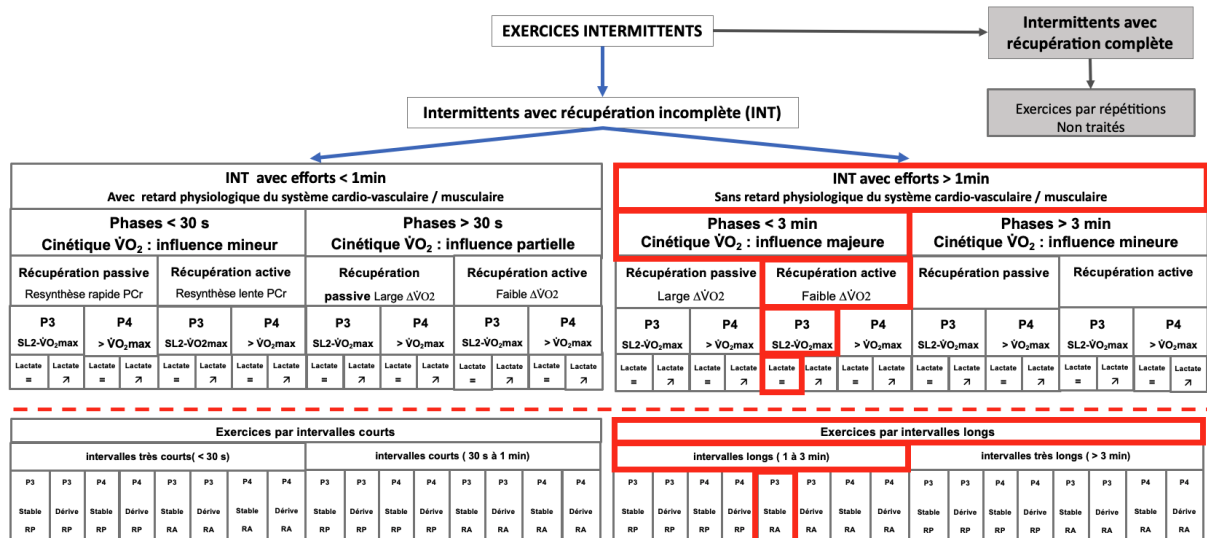 EXERCICES INTERMITTENTS
Intermittents avec
récupération complète
Exercices par répétitions
Non traités
Intermittents avec récupération incomplète (INT)
INT avec efforts < 1min
Avec retard physiologique du système cardio-vasculaire / musculaire
Phases < 30 s
Cinétique V̇O₂ : influence mineur
Phases > 30 s
Cinétique V̇O₂ : influence partielle
Récupération passive
Resynthèse rapide PCr
Récupération active
Resynthèse lente PCr
Récupération
passive Large ΔV̇O2
Récupération active
Faible ΔV̇O2
P3
SL2-V̇O₂max
P4
> V̇O₂max
P3
SL2-V̇O2max
P4
> V̇O₂max
P3
SL2-V̇O₂max
P4
> V̇O₂max
P3
SL2-V̇O₂max
P4
> V̇O₂max
Lactate Lactate Lactate Lactate Lactate Lactate Lactate Lactate Lactate Lactate Lactate Lactate Lactate Lactate Lactate Lactate
= ↗ = ↗ = ↗ = ↗ = ↗ = ↗ = ↗ = ↗
INT avec efforts > 1min
Sans retard physiologique du système cardio-vasculaire / musculaire
Phases < 3 min
Cinétique V̇O₂ : influence majeure
Phases > 3 min
Cinétique V̇O₂ : influence mineure
Récupération passive
Large ΔV̇O2
Récupération active
Faible ΔV̇O2
Récupération passive
Récupération active
P3
SL2-V̇O₂max
P4
> V̇O₂max
P3
SL2-V̇O₂max
P4
> V̇O₂max
P3
SL2-V̇O₂max
P4
> V̇O₂max
P3
SL2-V̇O₂max
P4
> V̇O₂max
Lactate Lactate Lactate Lactate Lactate Lactate Lactate Lactate Lactate Lactate Lactate Lactate Lactate Lactate Lactate Lactate
= ↗ = ↗ = ↗ = ↗ = ↗ = ↗ = ↗ = ↗
Exercices par intervalles courts
intervalles très courts( < 30 s)
intervalles courts ( 30 s à 1 min)
P3 P3 P4 P4 P3 P3 P4 P4 P3 P3 P4 P4 P3 P3 P4 P4
Stable Dérive Stable Dérive Stable Dérive Stable Dérive Stable Dérive Stable Dérive Stable Dérive Stable Dérive
RP RP RP RP RA RA RA RA RP RP RP RP RA RA RA RA
Exercices par intervalles longs
intervalles longs ( 1 à 3 min)
intervalles très longs ( > 3 min)
P3 P3 P4 P4 P3 P3 P4 P4 P3 P3 P4 P4 P3 P3 P4 P4
Stable Dérive Stable Dérive Stable Dérive Stable Dérive Stable Dérive Stable Dérive Stable Dérive Stable Dérive
RP RP RP RP RA RA RA RA RP RP RP RP RA RA RA RA